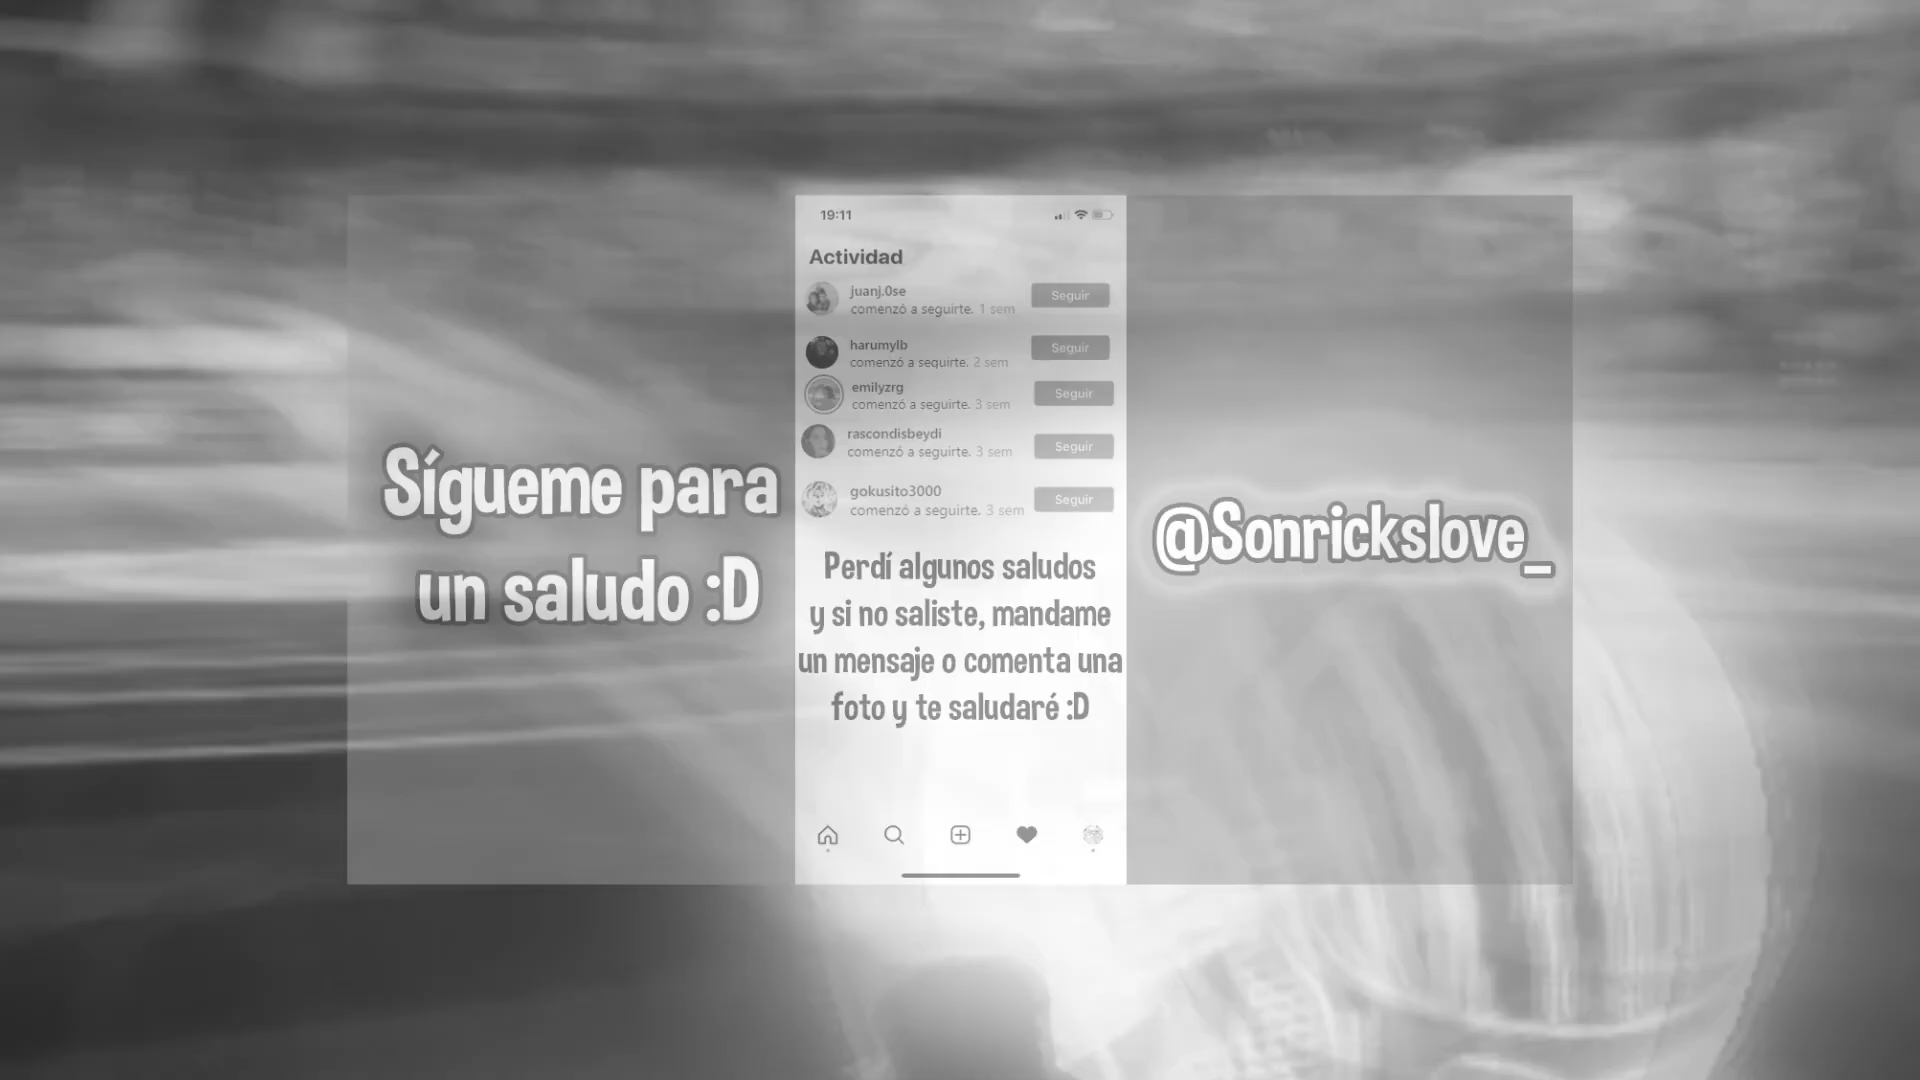 Sígueme para
un saludo :D
19:11
Actividad
juanj.0se
comenzó a seguirte. 1 sem
Seguir
harumylb
comenzó a seguirte. 2 sem
Seguir
emilyzrg
comenzó a seguirte. 3 sem
Seguir
rascondisbeydi
comenzó a seguirte. 3 sem
Seguir
gokusito3000
comenzó a seguirte. 3 sem
Seguir
Perdí algunos saludos
y si no saliste, mandame
un mensaje o comenta una
foto y te saludaré :D
@Sonrickslove_